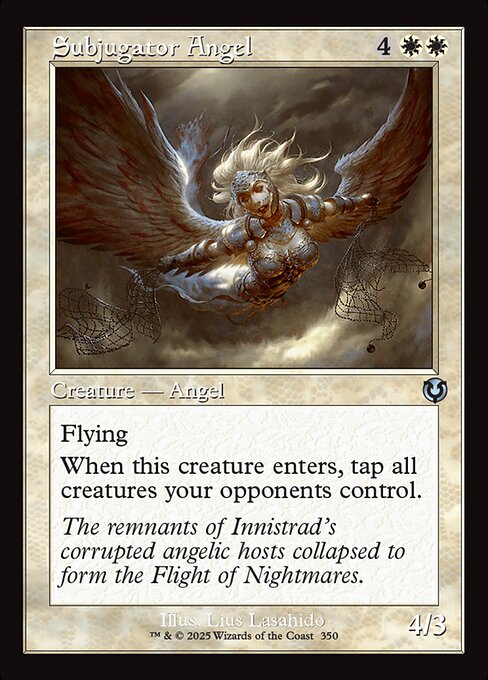 Subjugator Angel 4
Creature — Angel
Flying
When this creature enters, tap all
creatures your opponents control.
The remnants of Innistrad's
corrupted angelic hosts collapsed to
form the Flight of Nightmares.
Illus. Lius Lasahido
™ & © 2025 Wizards of the Coast 350
4/3